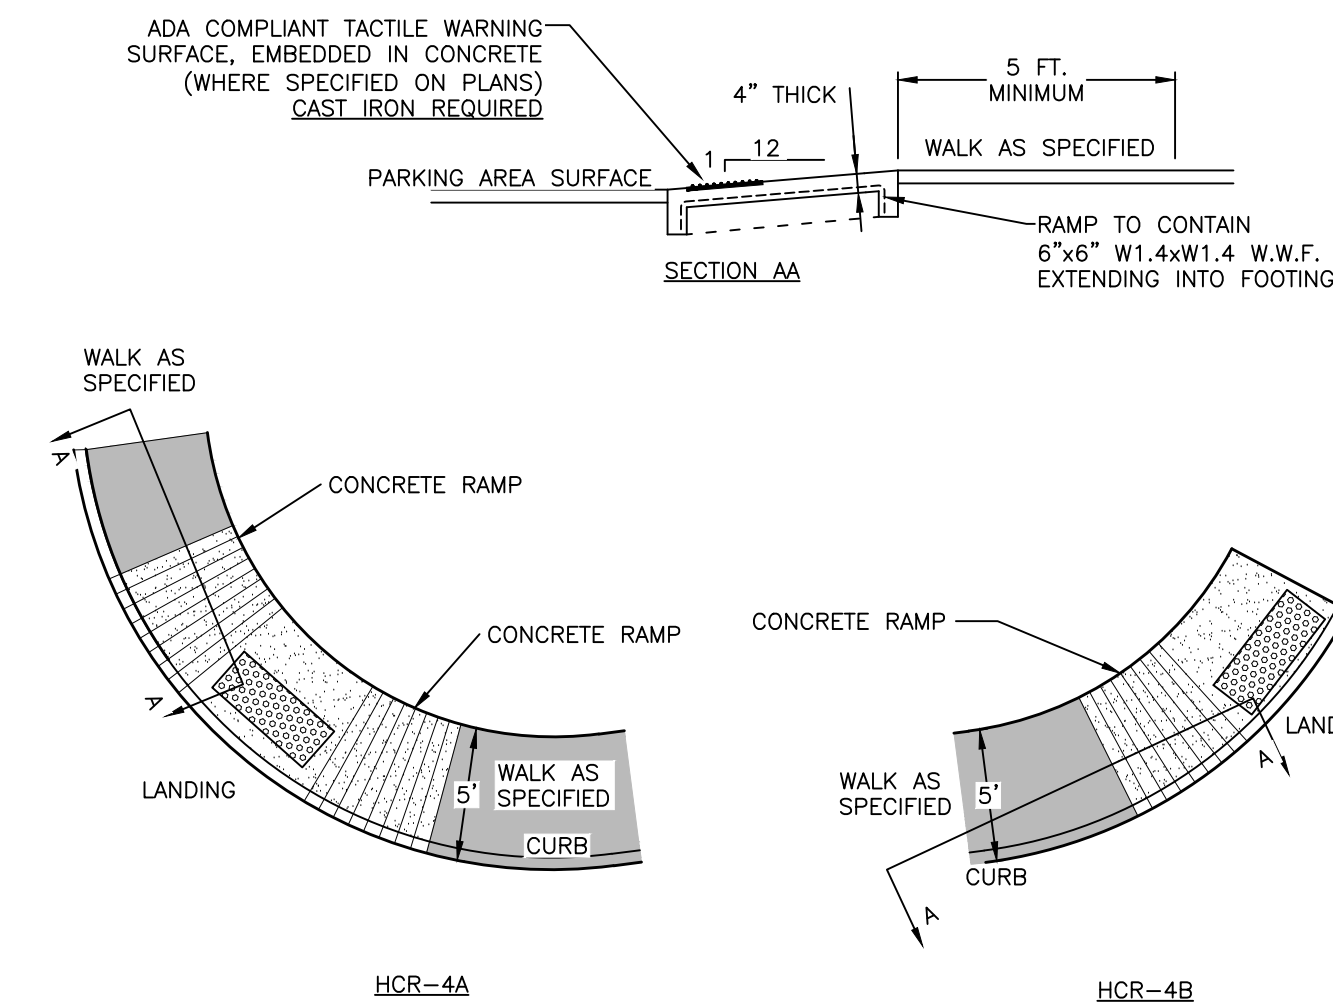 ADA COMPLIANT TACTILE WARNING
SURFACE, EMBEDDED IN CONCRETE
(WHERE SPECIFIED ON PLANS)
CAST IRON REQUIRED
4" THICK
5 FT.
MINIMUM
1
12
WALK AS SPECIFIED
PARKING AREA SURFACE
SECTION AA
RAMP TO CONTAIN
6"x6" W1.4xW1.4 W.W.F.
EXTENDING INTO FOOTING
WALK AS
SPECIFIED
A
CONCRETE RAMP
CONCRETE RAMP
A
LANDING
5'
WALK AS
SPECIFIED
CURB
HCR-4A
CONCRETE RAMP
LAND
A
WALK AS
SPECIFIED
5'
CURB
A
HCR-4B